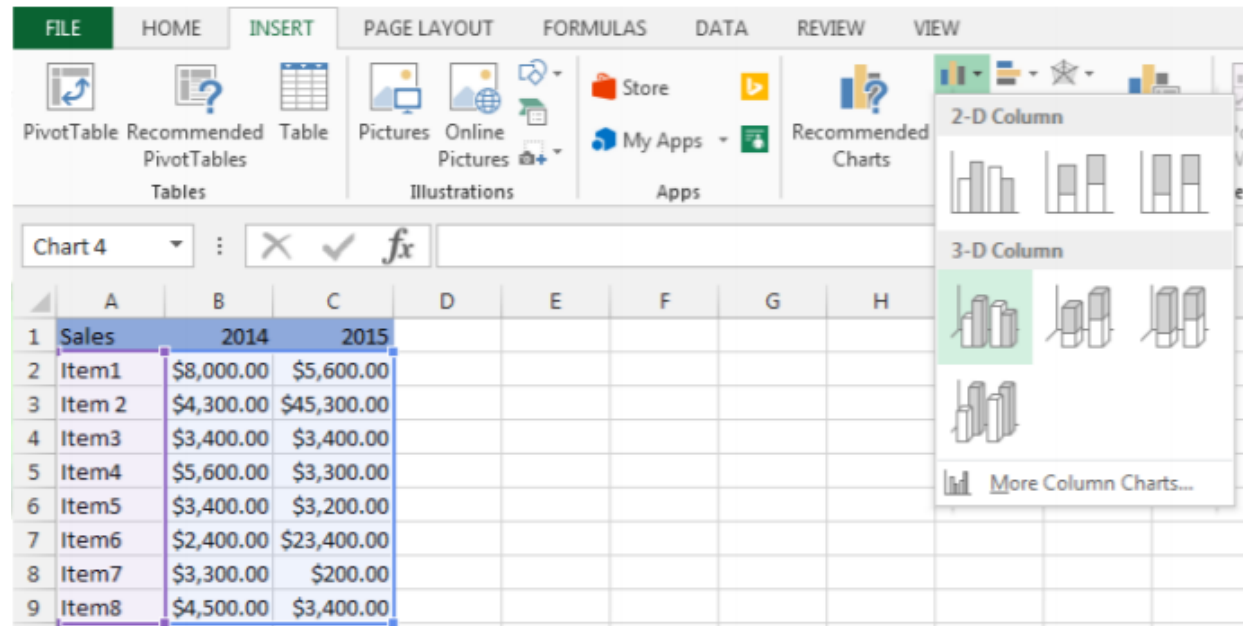 FILE HOME INSERT PAGE LAYOUT FORMULAS DATA REVIEW VIEW
PivotTable Recommended PivotTables Table
Tables
Pictures Online Pictures
Illustrations
Store
My Apps
Apps
Recommended Charts
2-D Column
3-D Column
More Column Charts...
Chart 4 fx
A B C D E F G H
1 Sales 2014 2015
2 Item1 $8,000.00 $5,600.00
3 Item 2 $4,300.00 $45,300.00
4 Item3 $3,400.00 $3,400.00
5 Item4 $5,600.00 $3,300.00
6 Item5 $3,400.00 $3,200.00
7 Item6 $2,400.00 $23,400.00
8 Item7 $3,300.00 $200.00
9 Item8 $4,500.00 $3,400.00